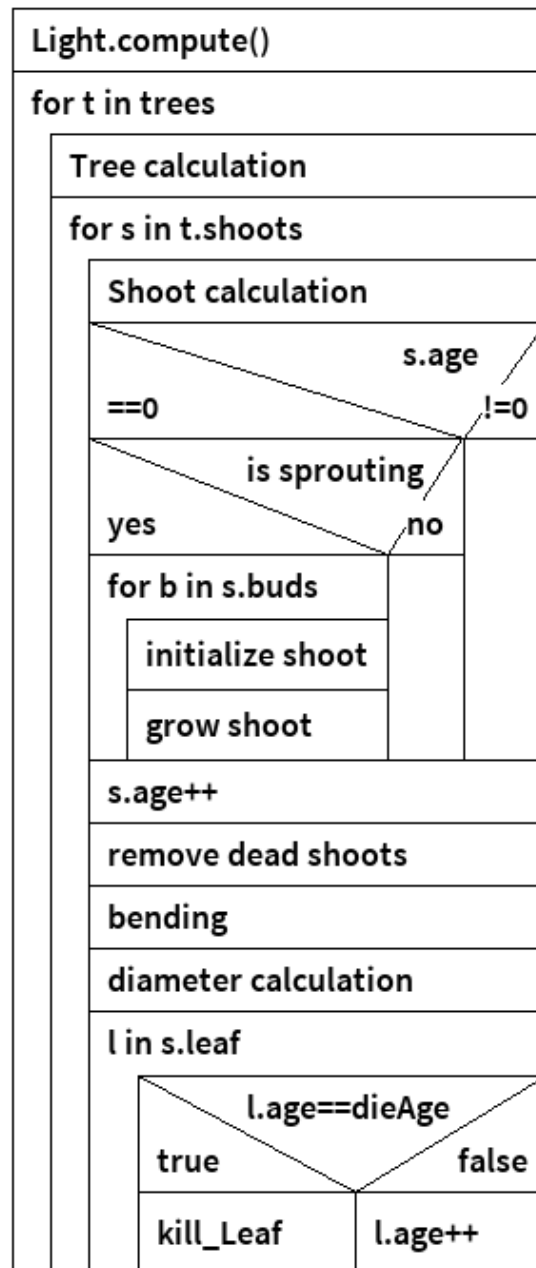 Light.compute()
for t in trees
Tree calculation
for s in t.shoots
Shoot calculation
s.age
==0 !=0
is sprouting
yes no
for b in s.buds
initialize shoot
grow shoot
s.age++
remove dead shoots
bending
diameter calculation
l in s.leaf
l.age==dieAge
true false
kill_Leaf l.age++